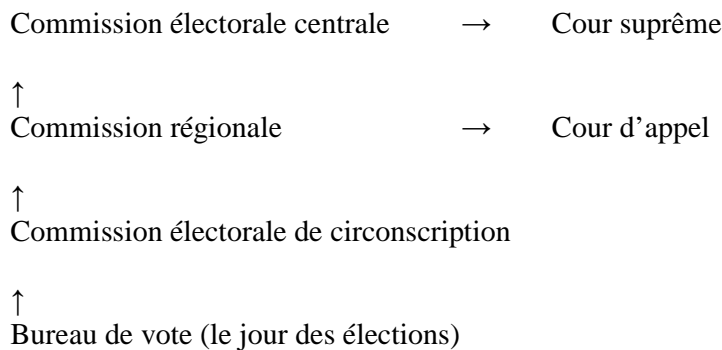 Commission électorale centrale → Cour suprême
↑
Commission régionale → Cour d’appel
↑
Commission électorale de circonscription
↑
Bureau de vote (le jour des élections)